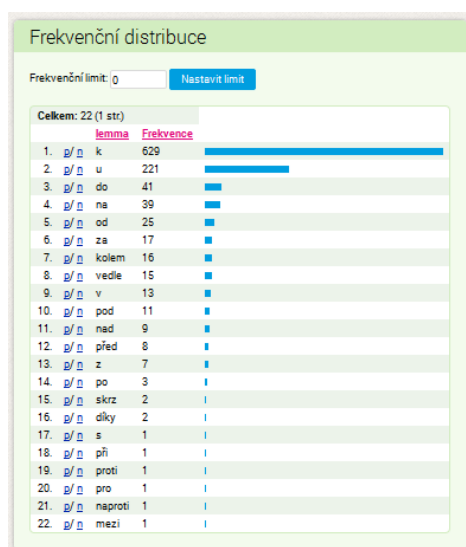 Frekvenční distribuce
Frekvenční limit: 0 Nastavit limit
Celkem: 22 (1 str.)
lemma Frekvence
1. p/ n k 629
2. p/ n u 221
3. p/ n do 41
4. p/ n na 39
5. p/ n od 25
6. p/ n za 17
7. p/ n kolem 16
8. p/ n vedle 15
9. p/ n v 13
10. p/ n pod 11
11. p/ n nad 9
12. p/ n před 8
13. p/ n z 7
14. p/ n po 3
15. p/ n skrz 2
16. p/ n díky 2
17. p/ n s 1
18. p/ n při 1
19. p/ n proti 1
20. p/ n pro 1
21. p/ n naproti 1
22. p/ n mezi 1